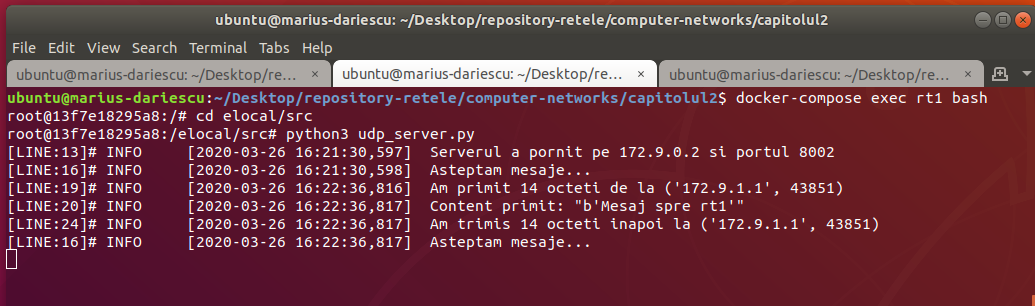 ubuntu@marius-dariescu: ~/Desktop/repository-retele/computer-networks/capitolul2
File Edit View Search Terminal Tabs Help
ubuntu@marius-dariescu: ~/Desktop/re... × ubuntu@marius-dariescu: ~/Desktop/re... × ubuntu@marius-dariescu: ~/Desktop/re... ×
ubuntu@marius-dariescu:~/Desktop/repository-retele/computer-networks/capitolul2$ docker-compose exec rt1 bash
root@13f7e18295a8:/# cd elocal/src
root@13f7e18295a8:/elocal/src# python3 udp_server.py
[LINE:13]# INFO     [2020-03-26 16:21:30,597]  Serverul a pornit pe 172.9.0.2 si portul 8002
[LINE:16]# INFO     [2020-03-26 16:21:30,598]  Asteptam mesaje...
[LINE:19]# INFO     [2020-03-26 16:22:36,816]  Am primit 14 octeti de la ('172.9.1.1', 43851)
[LINE:20]# INFO     [2020-03-26 16:22:36,817]  Content primit: "b'Mesaj spre rt1'"
[LINE:24]# INFO     [2020-03-26 16:22:36,817]  Am trimis 14 octeti inapoi la ('172.9.1.1', 43851)
[LINE:16]# INFO     [2020-03-26 16:22:36,817]  Asteptam mesaje...